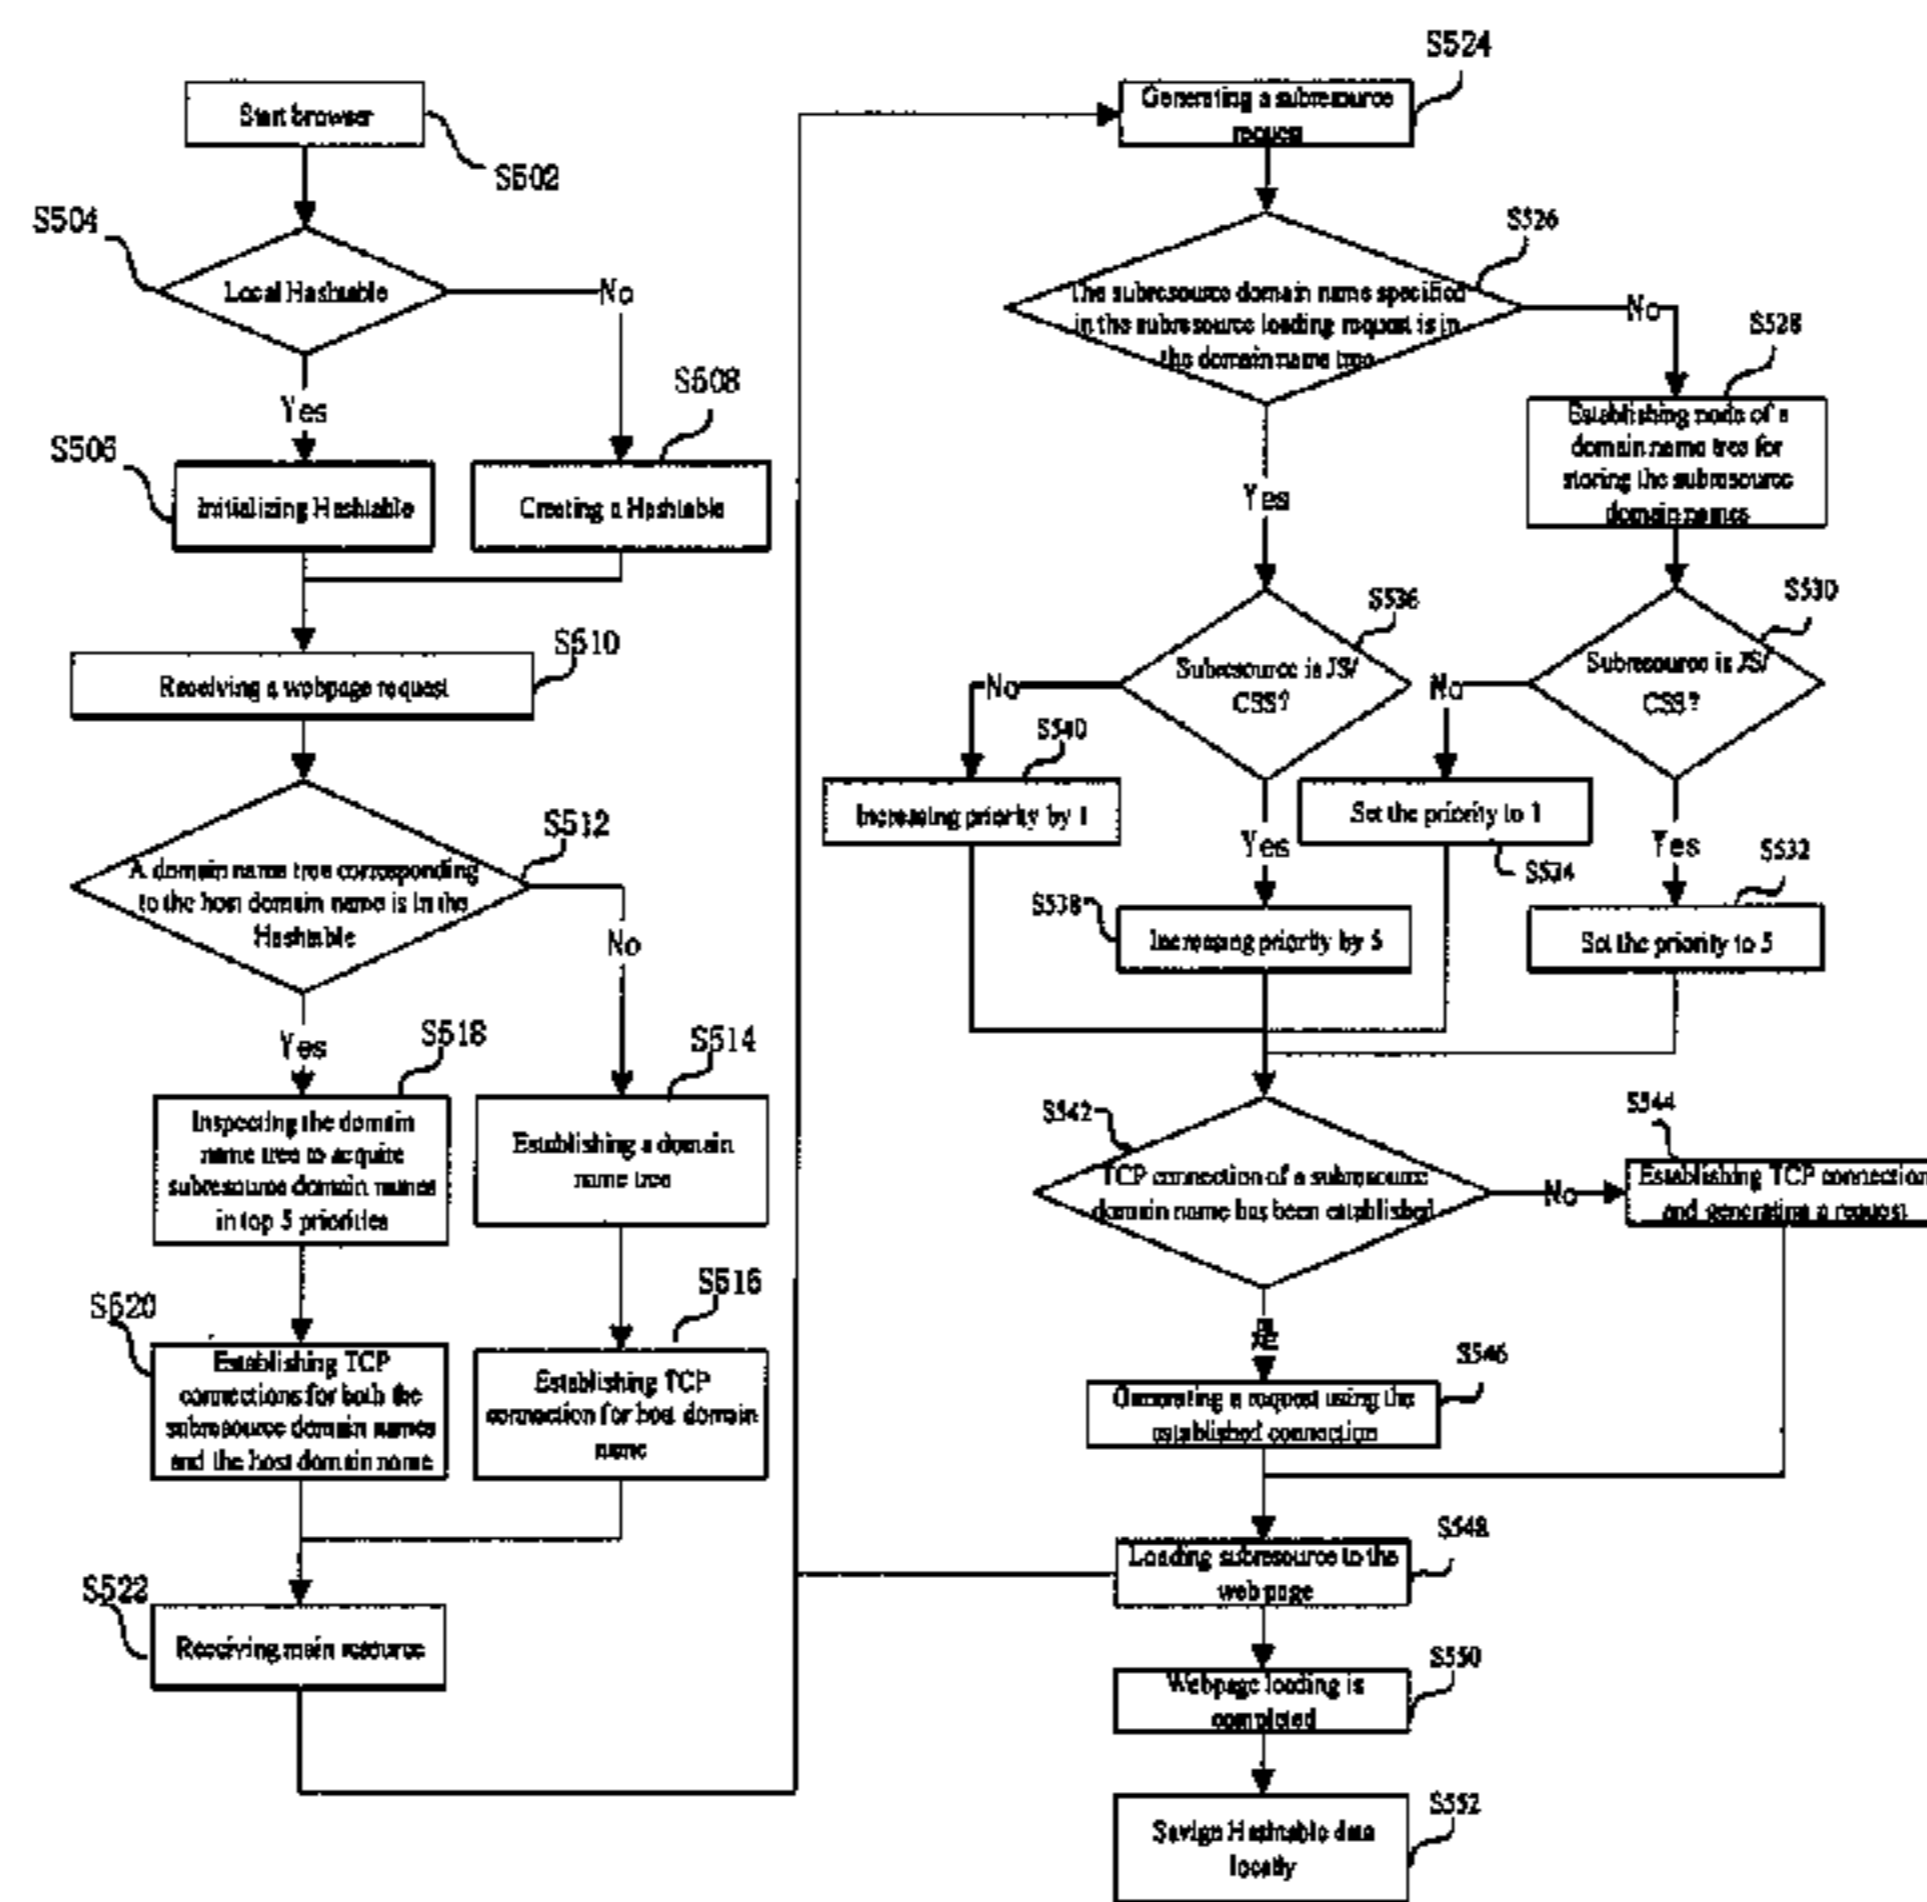 Start browser
S502
S504
Local Hashtable
No
Yes
S506
Initializing Hashtable
S508
Creating a Hashtable
S510
Receiving a webpage request
S512
A domain name tree corresponding
to the host domain name is in the
Hashtable
No
Yes
S518
Inspecting the domain
name tree to acquire
subresource domain names
in top 5 priorities
S514
Establishing a domain
name tree
S520
Establishing TCP
connections for both the
subresource domain names
and the host domain name
S516
Establishing TCP
connection for host domain
name
S522
Receiving main resource
S524
Generating a subresource
request
S526
The subresource domain name specified
in the subresource loading request is in
the domain name tree
No
Yes
S528
Establishing node of a
domain name tree for
storing the subresource
domain names
S536
Subresource is JS/
CSS?
No
S530
Subresource is JS/
CSS?
No
S540
Increasing priority by 1
Yes
Set the priority to 1
S534
Yes
S532
S538
Increasing priority by 5
Set the priority to 5
S542
TCP connection of a subresource
domain name has been established
No
S544
Establishing TCP connection
and generating a request
是
S546
Generating a request using the
established connection
S548
Loading subresource to the
web page
S550
Webpage loading is
completed
S552
Savign Hashtable data
locally